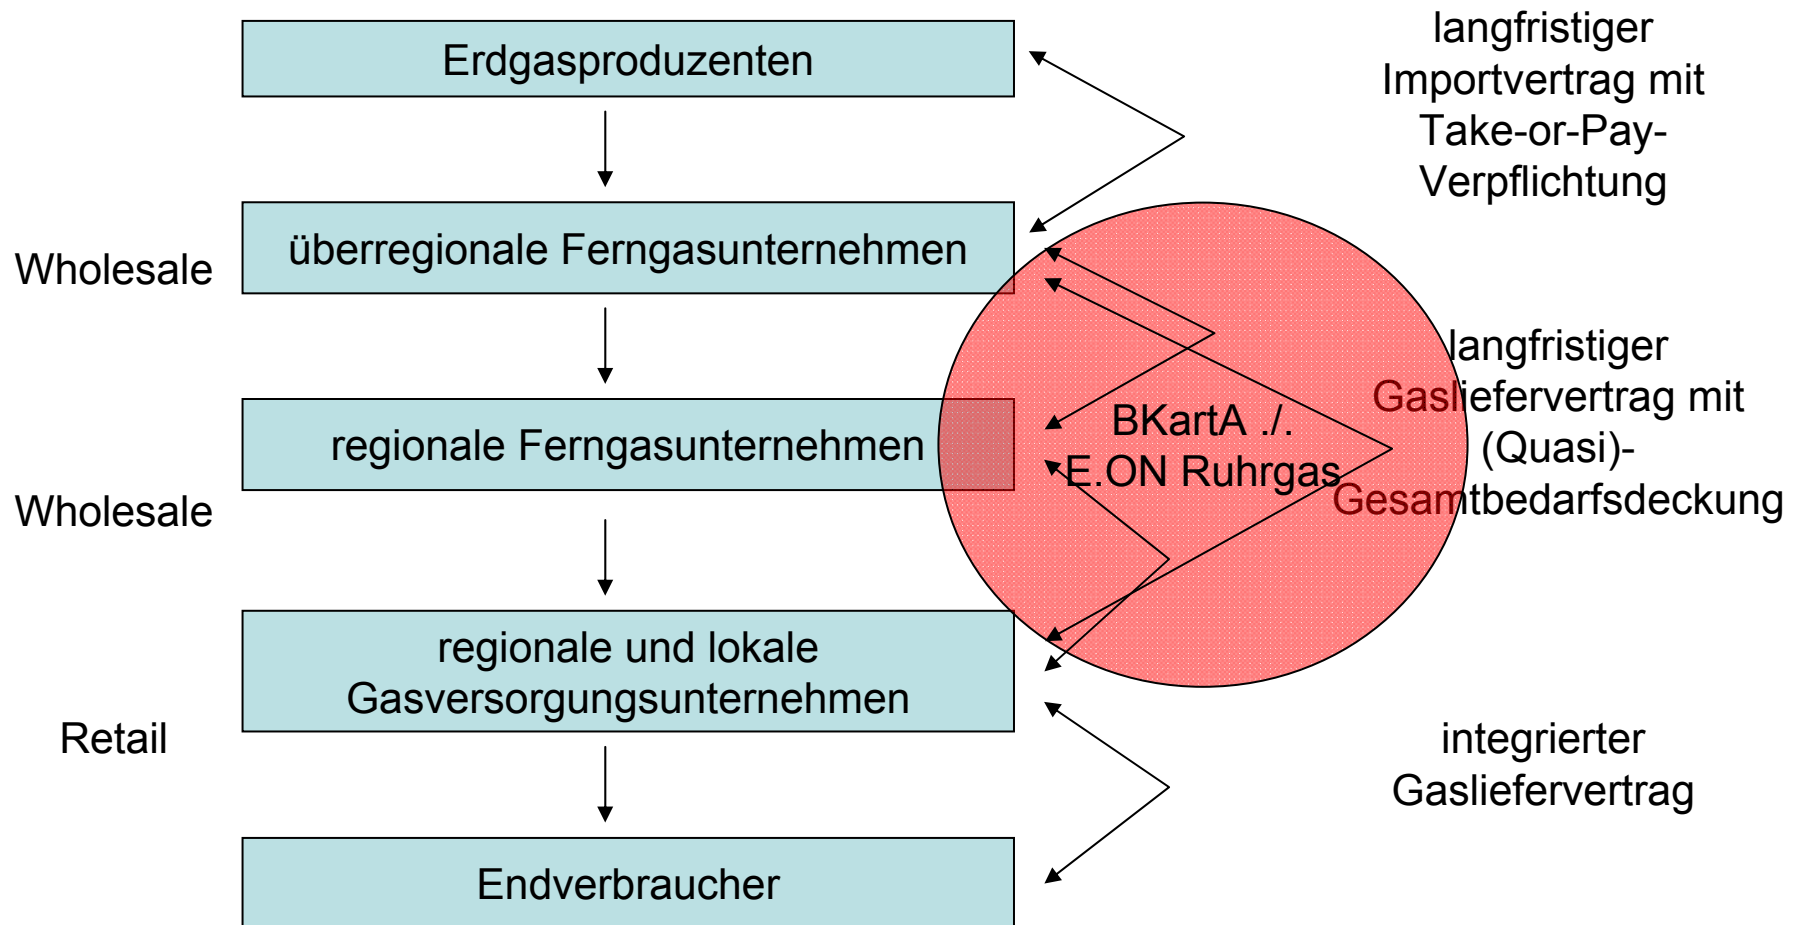 Erdgasproduzenten
langfristiger
Importvertrag mit
Take-or-Pay-
Verpflichtung
Wholesale
überregionale Ferngasunternehmen
langfristiger
Gasliefervertrag mit
(Quasi)-
Gesamtbedarfsdeckung
BKartA ./.
E.ON Ruhrgas
regionale Ferngasunternehmen
Wholesale
regionale und lokale
Gasversorgungsunternehmen
Retail
integrierter
Gasliefervertrag
Endverbraucher